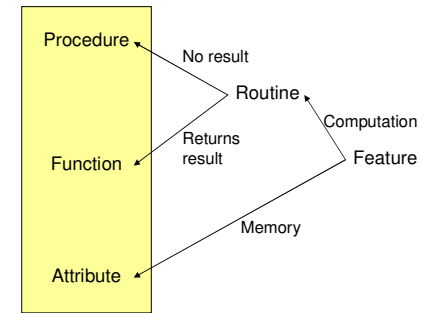 Procedure
No result
Routine
Computation
Returns
result
Function
Feature
Memory
Attribute